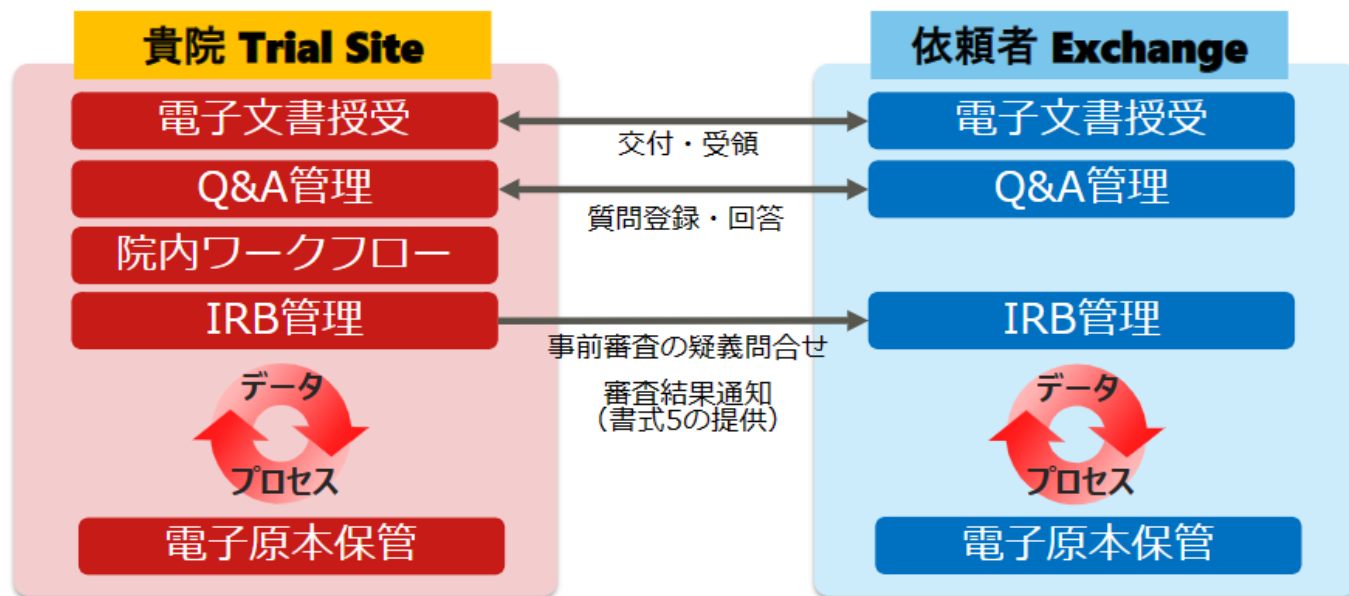 貴院 Trial Site
依頼者 Exchange
電子文書授受
交付・受領
電子文書授受
Q&A管理
質問登録・回答
Q&A管理
院内ワークフロー
IRB管理
事前審査の疑義問合せ
審査結果通知
（書式5の提供）
IRB管理
データ
プロセス
データ
プロセス
電子原本保管
電子原本保管